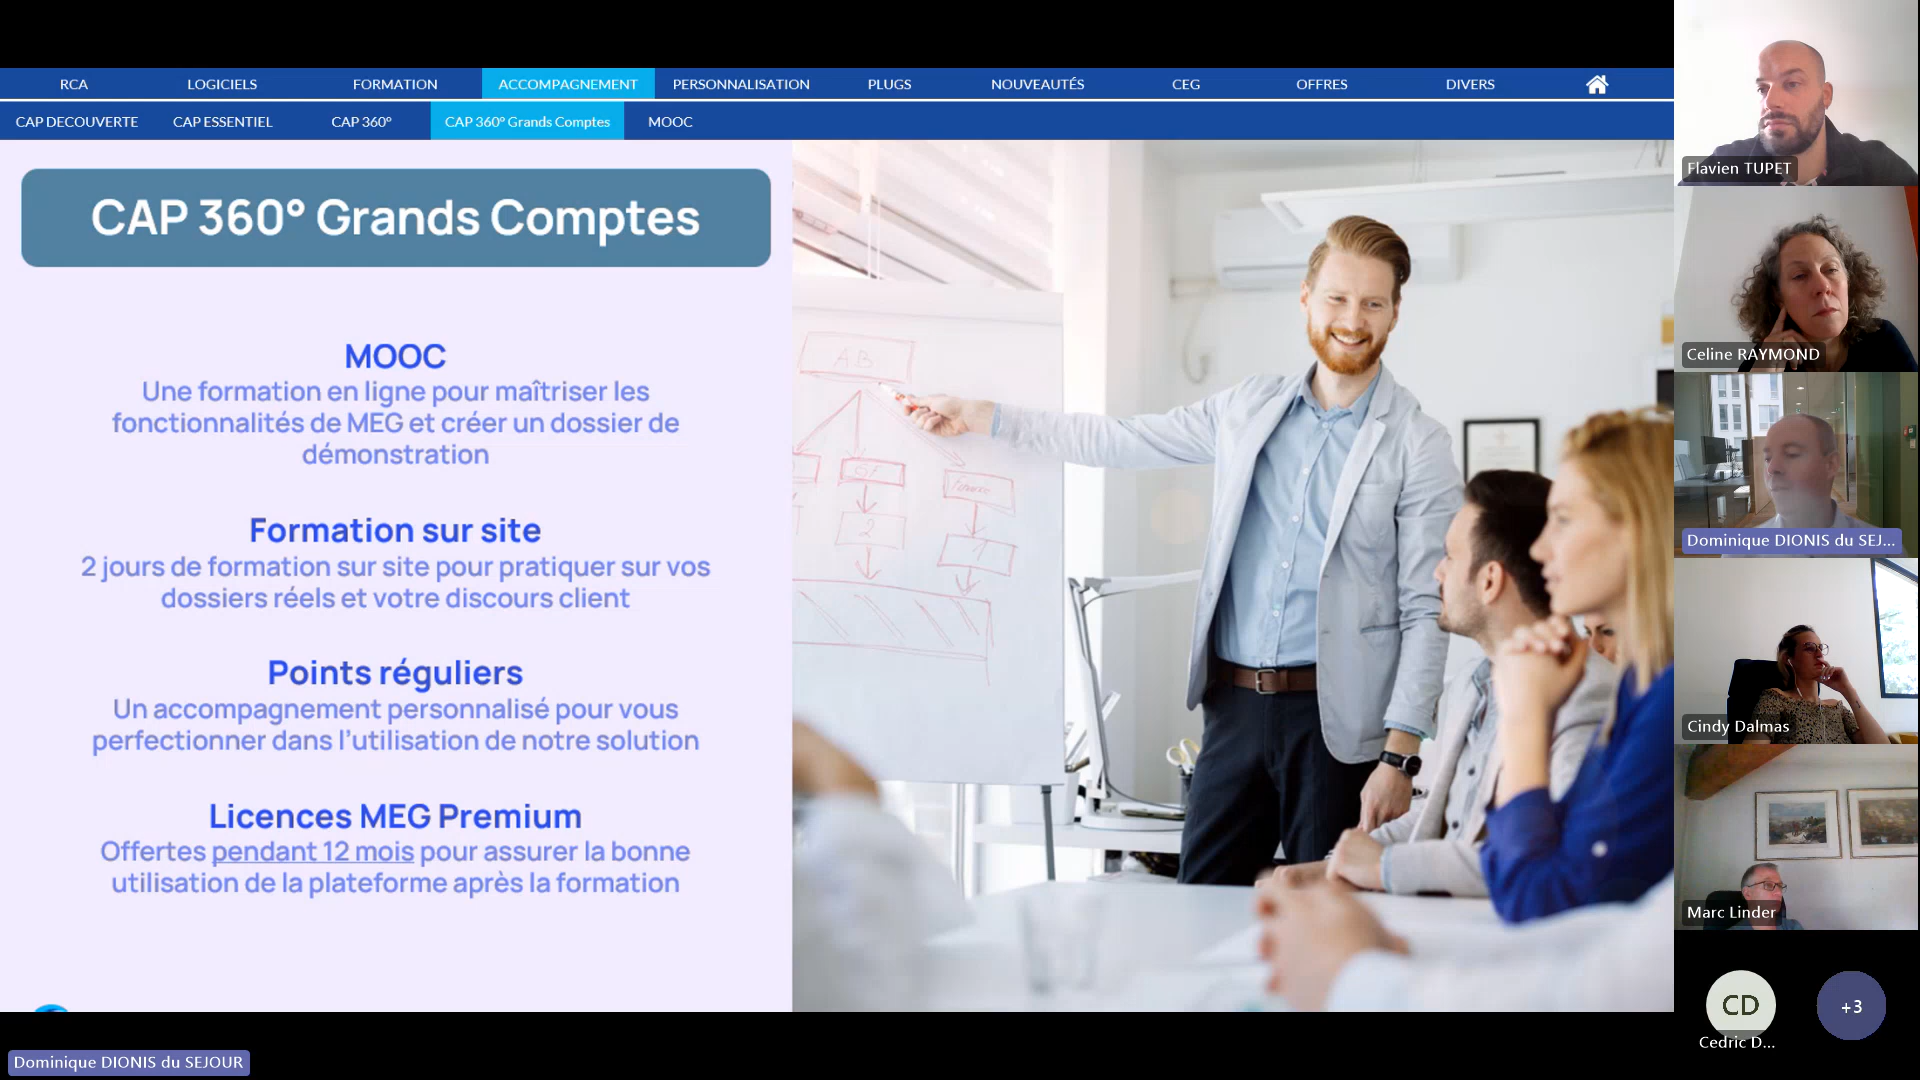 RCA LOGICIELS FORMATION ACCOMPAGNEMENT PERSONNALISATION PLUGS NOUVEAUTÉS CEG OFFRES DIVERS
CAP DECOUVERTE CAP ESSENTIEL CAP 360° CAP 360° Grands Comptes MOOC
CAP 360° Grands Comptes
MOOC
Une formation en ligne pour maîtriser les
fonctionnalités de MEG et créer un dossier de
démonstration
Formation sur site
2 jours de formation sur site pour pratiquer sur vos
dossiers réels et votre discours client
Points réguliers
Un accompagnement personnalisé pour vous
perfectionner dans l'utilisation de notre solution
Licences MEG Premium
Offertes pendant 12 mois pour assurer la bonne
utilisation de la plateforme après la formation
AB
2
1
Flavien TUPET
Celine RAYMOND
Dominique DIONIS du SEJ...
Cindy Dalmas
Marc Linder
CD
Cedric D...
+3
Dominique DIONIS du SEJOUR